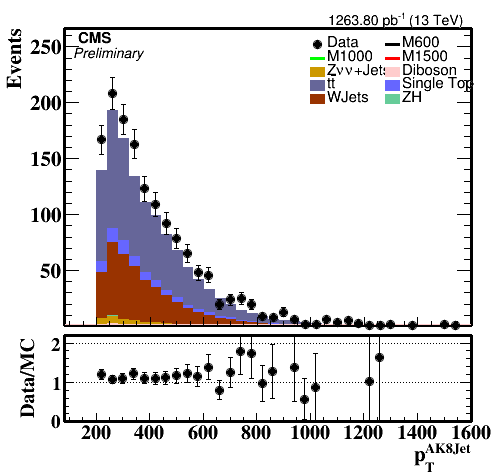 1263.80 pb⁻¹ (13 TeV)
CMS
Preliminary
Data
M600
M1000
M1500
Zνν+Jets
Diboson
tt
Single Top
WJets
ZH
Events
250
200
150
100
50
Data/MC
2
1
0
200 400 600 800 1000 1200 1400 1600
p_T^AK8Jet